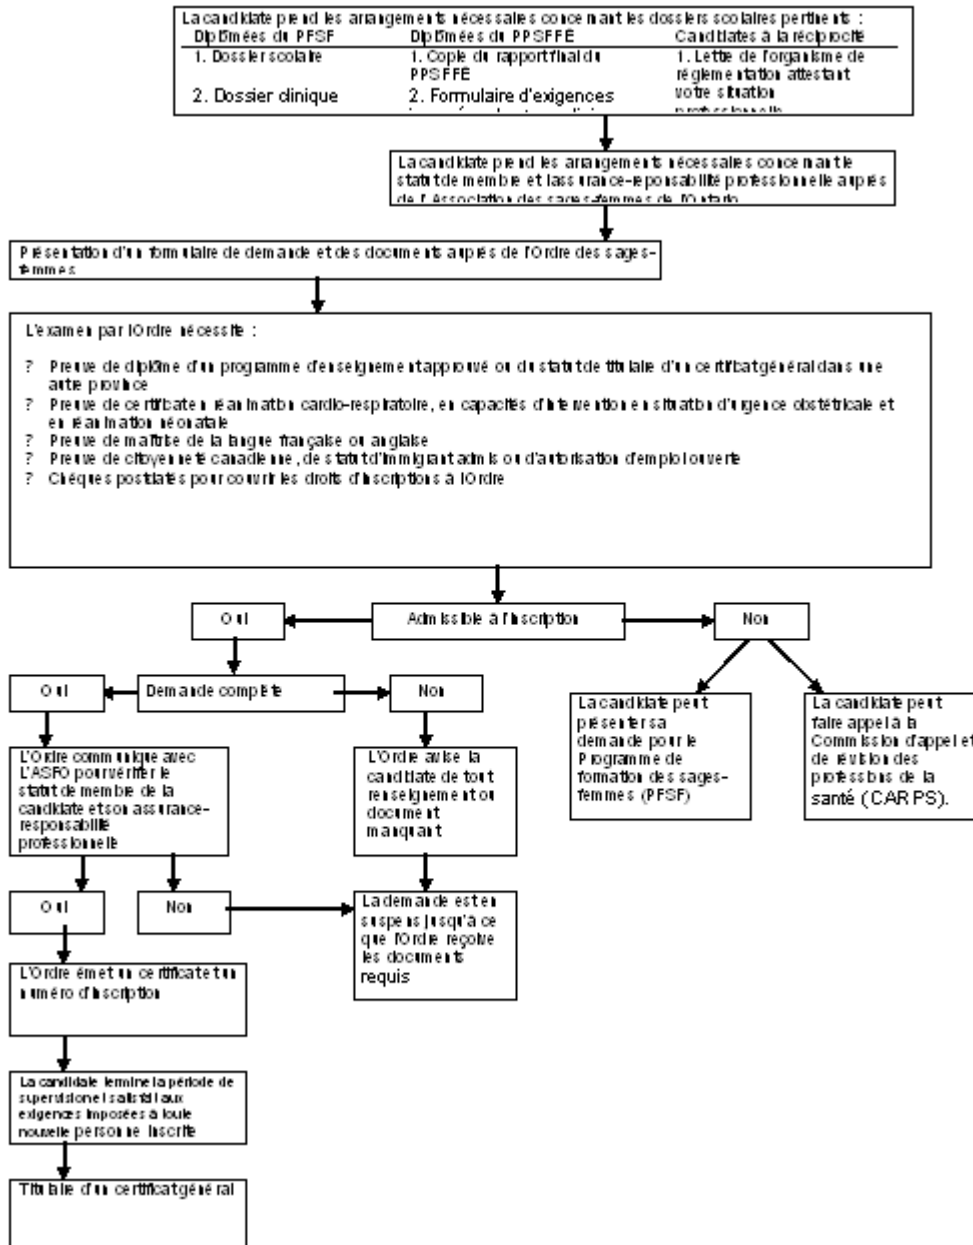 La candidate prend les arrangements nécessaires concernant les dossiers scolaires pertinents :
Diplômées du PFSF
Diplômées du PPSFFE
Candidates à la réciprocité
1. Dossier scolaire
2. Dossier clinique
1. Copie du rapport final du
PPSFFE
2. Formulaire d'exigences
1. Lettre de l'organisme de
réglementation attestant
votre situation
professionnelle
La candidate prend les arrangements nécessaires concernant le
statut de membre et lassurance-reponsabilité professionnelle auprès
de l'Association des sages-femmes de l'Ontario
Présentation d'un formulaire de demande et des documents auprès de l'Ordre des sages-
femmes
L'examen par l'Ordre nécessite :
? Preuve de diplôme d'un programme d'enseignement approuvé ou du statut de titulaire d'un certificat général dans une
autre province
? Preuve de certificat en réanimation cardio-respiratoire, en capacités d'intervention en situation d'urgence obstétricale et
en réanimation néonatale
? Preuve de maîtrise de la langue française ou anglaise
? Preuve de citoyenneté canadienne, de statut d'immigrant admis ou d'autorisation d'emploi ouverte
? Chèques postdatés pour couvrir les droits d'inscriptions à l'Ordre
Oui
Admissible à l'inscription
Non
Oui
Demande complète
Non
La candidate peut
présenter sa
demande pour le
Programme de
formation des sages-
femmes (PFSF)
La candidate peut
faire appel à la
Commission d'appel et
de révision des
professions de la
santé (CARPS).
L'Ordre communique avec
L'ASFO pour vérifier le
statut de membre de la
candidate et son assurance-
responsabilité
professionnelle
L'Ordre avise la
candidate de tout
renseignement ou
document
manquant
Oui
Non
La demande est en
suspens jusqu'à ce
que l'Ordre reçoive
les documents
requis
L'Ordre émet un certificat et un
numéro d'inscription
La candidate termine la période de
supervision et satisfait aux
exigences imposées à toute
nouvelle personne inscrite
Titulaire d'un certificat général